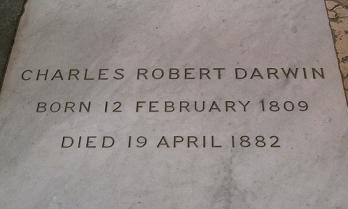 CHARLES ROBERT DARWIN
BORN 12 FEBRUARY 1809
DIED 19 APRIL 1882